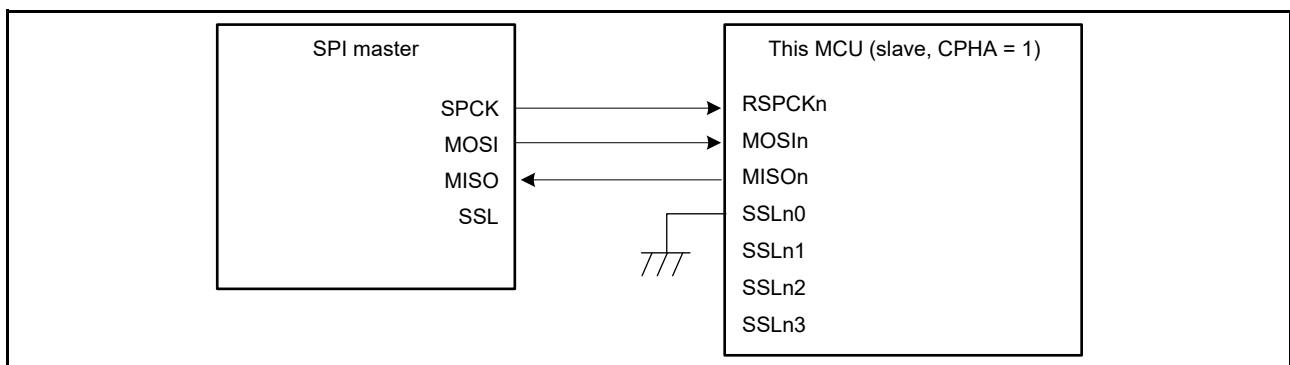 SPI master
SPCK
MOSI
MISO
SSL
This MCU (slave, CPHA = 1)
RSPCKn
MOSIn
MISOn
SSLn0
SSLn1
SSLn2
SSLn3